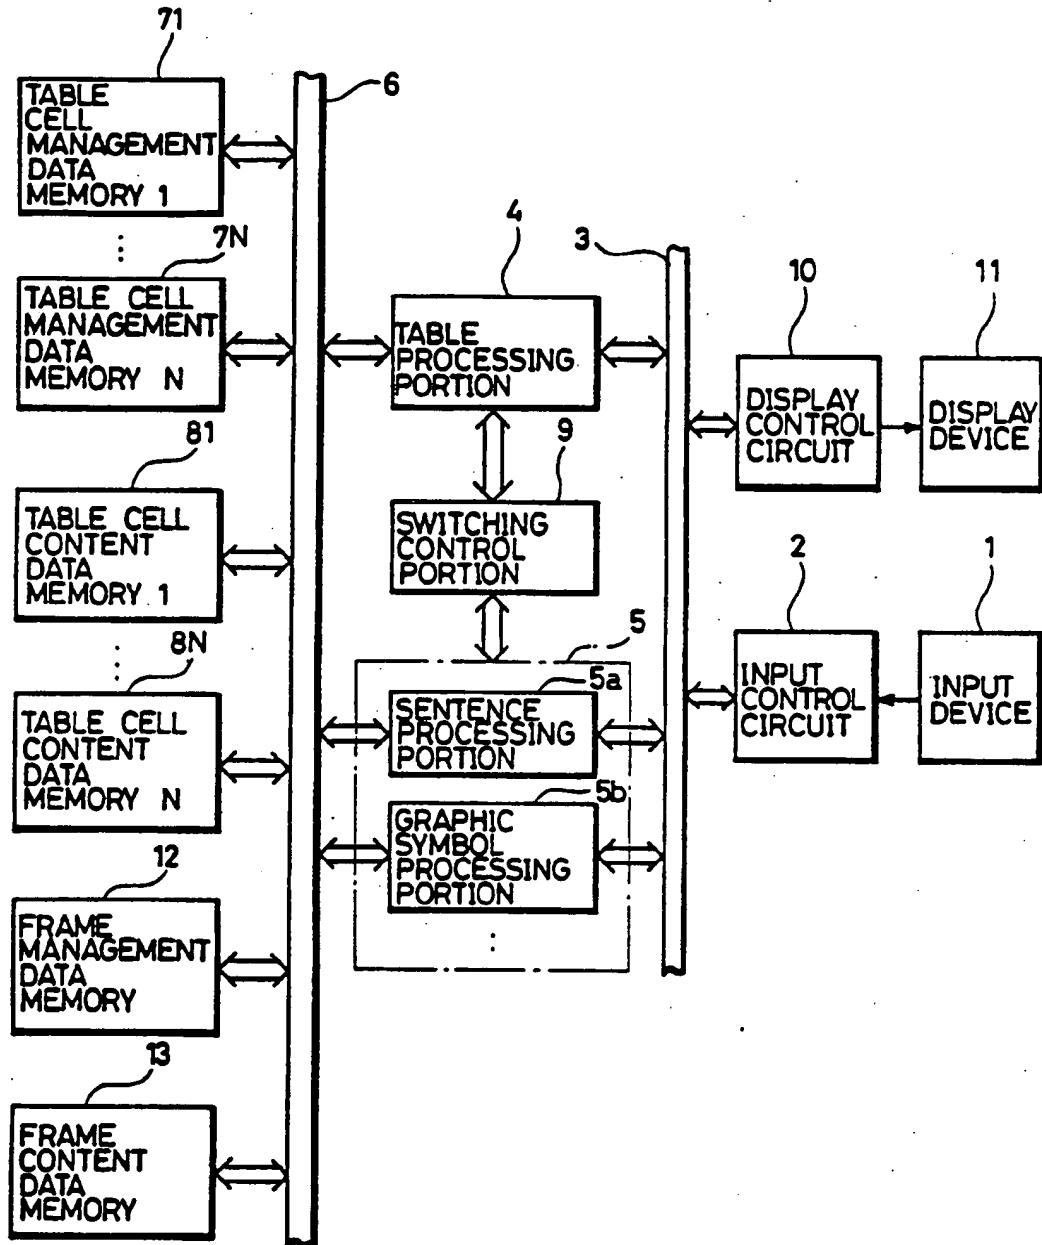 71
TABLE
CELL
MANAGEMENT
DATA
MEMORY 1
6
7N
TABLE CELL
MANAGEMENT
DATA
MEMORY N
4
TABLE
PROCESSING
PORTION
3
10
DISPLAY
CONTROL
CIRCUIT
11
DISPLAY
DEVICE
81
TABLE CELL
CONTENT
DATA
MEMORY 1
9
SWITCHING
CONTROL
PORTION
2
INPUT
CONTROL
CIRCUIT
1
INPUT
DEVICE
8N
TABLE CELL
CONTENT
DATA
MEMORY N
5
5a
SENTENCE
PROCESSING
PORTION
5b
GRAPHIC
SYMBOL
PROCESSING
PORTION
12
FRAME
MANAGEMENT
DATA
MEMORY
13
FRAME
CONTENT
DATA
MEMORY